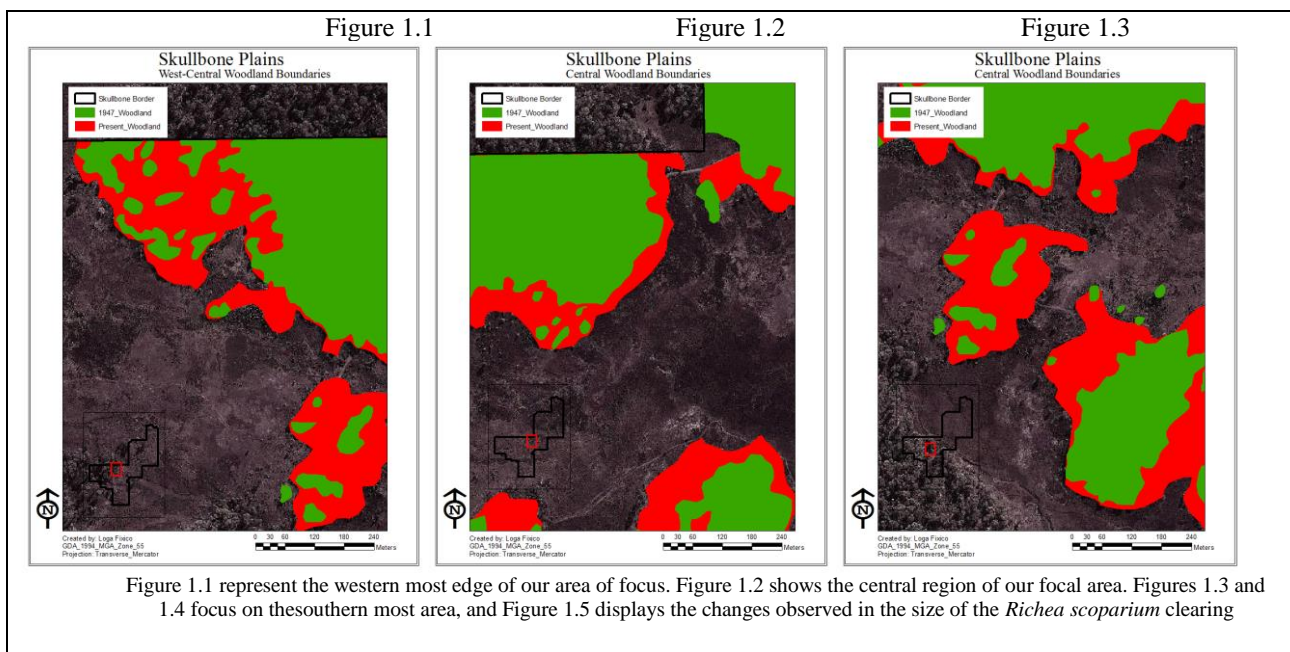 Figure 1.1
Figure 1.2
Figure 1.3
Skullbone Plains
West-Central Woodland Boundaries
Skullbone Border
1947_Woodland
Present_Woodland
N
Created by: Loga Fixico
GDA_1994_MGA_Zone_55
Projection: Transverse_Mercator
0 30 60 120 180 240
Meters
Skullbone Plains
Central Woodland Boundaries
Skullbone Border
1947_Woodland
Present_Woodland
N
Created by: Loga Fixico
GDA_1994_MGA_Zone_55
Projection: Transverse_Mercator
0 30 60 120 180 240
Meters
Skullbone Plains
Central Woodland Boundaries
Skullbone Border
1947_Woodland
Present_Woodland
N
Created by: Loga Fixico
GDA_1994_MGA_Zone_55
Projection: Transverse_Mercator
0 30 60 120 180 240
Meters
Figure 1.1 represent the western most edge of our area of focus. Figure 1.2 shows the central region of our focal area. Figures 1.3 and
1.4 focus on thesouthern most area, and Figure 1.5 displays the changes observed in the size of the Richea scoparium clearing